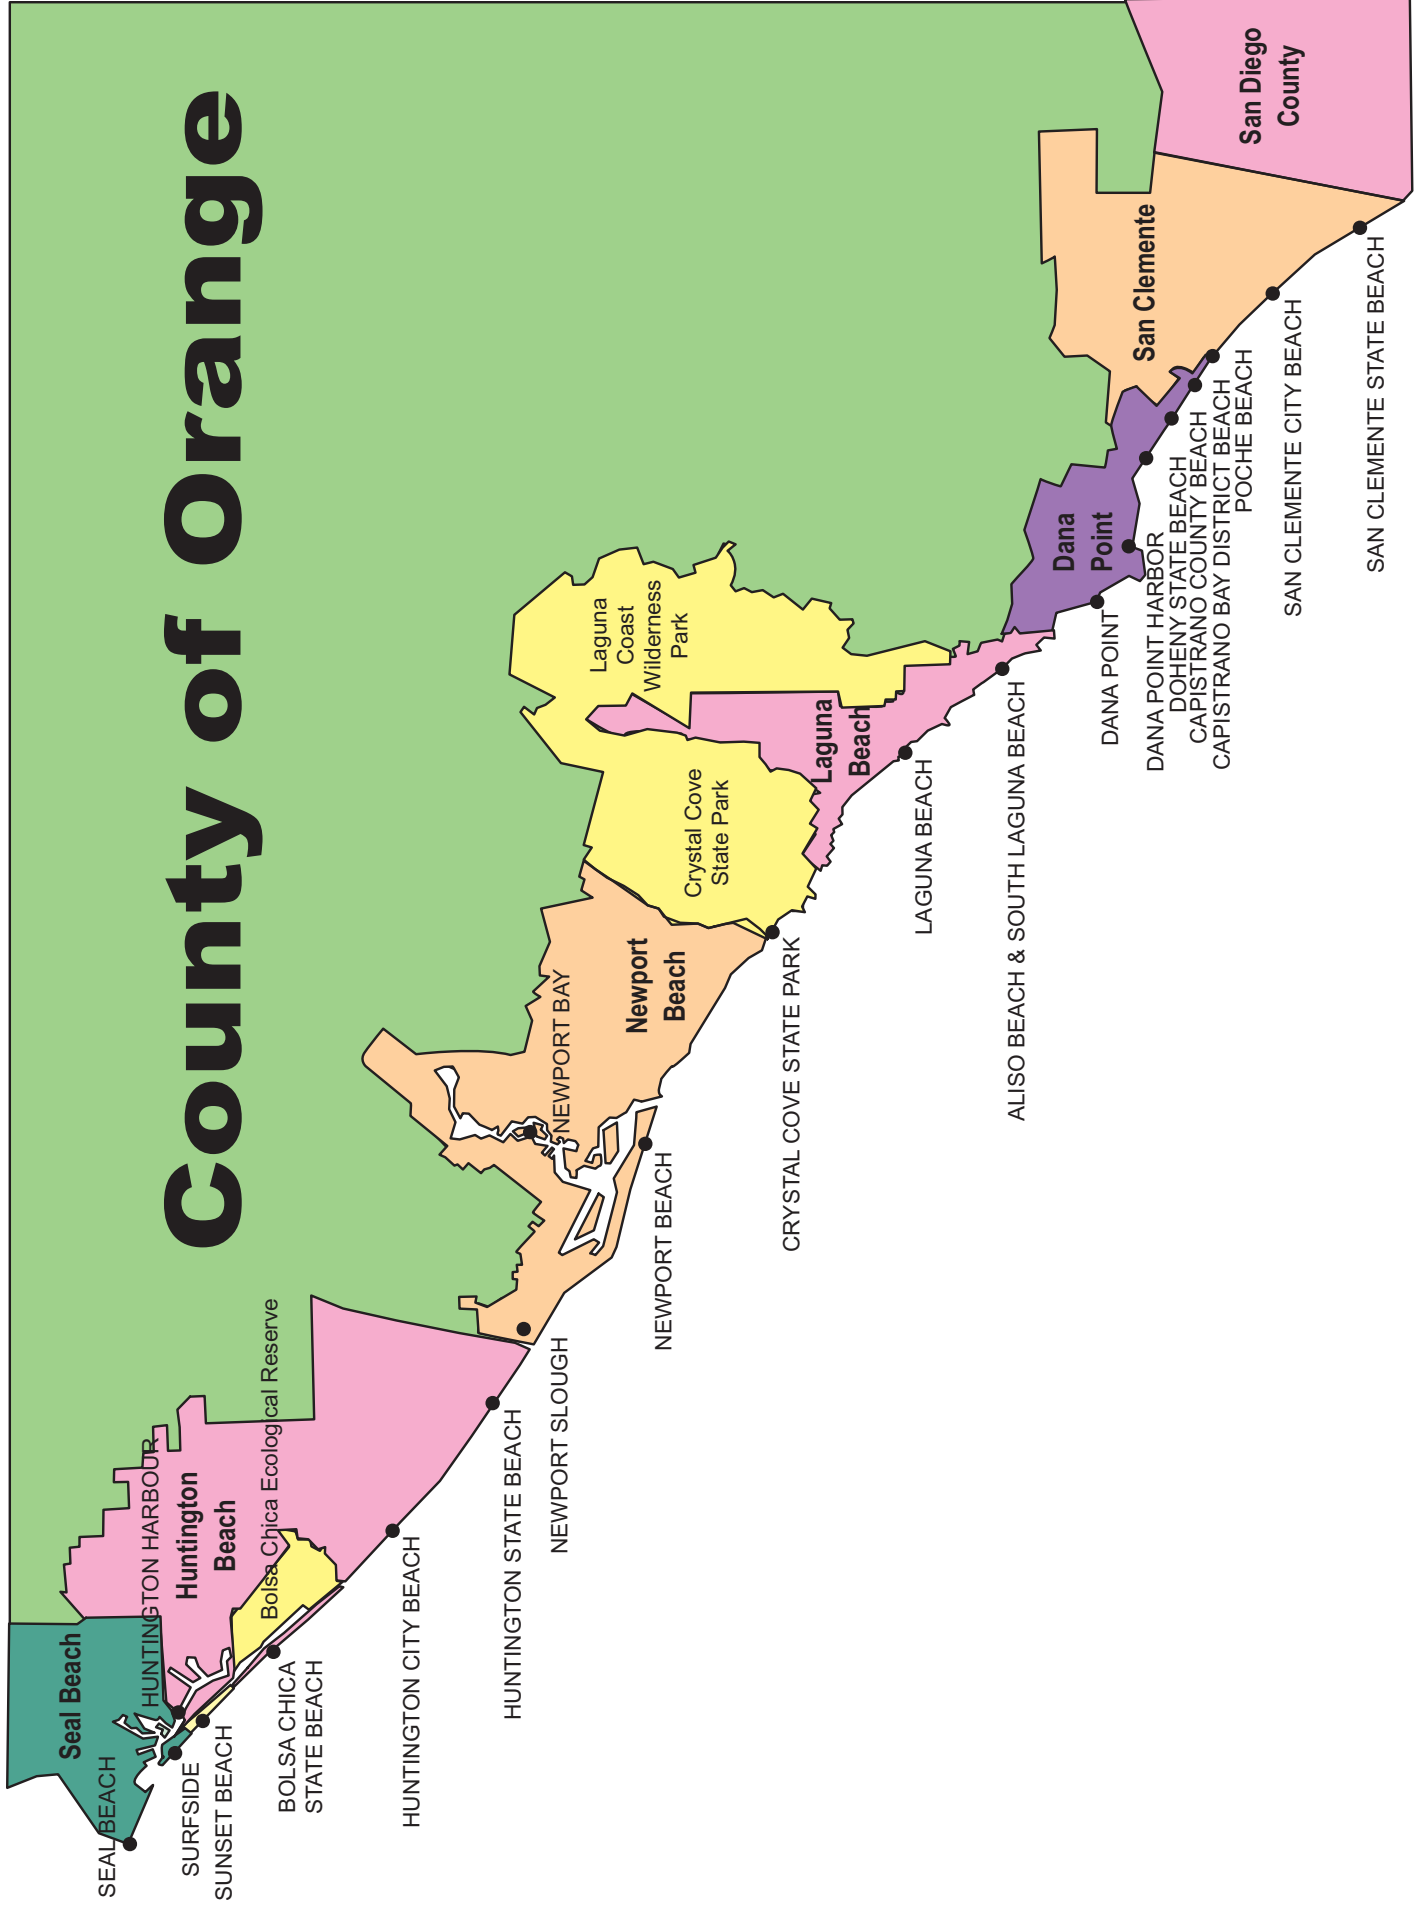 County of Orange
Seal Beach
SEAL BEACH
SURFSIDE
SUNSET BEACH
HUNTINGTON HARBOUR
Huntington
Beach
Bolsa Chica Ecological Reserve
BOLSA CHICA
STATE BEACH
HUNTINGTON CITY BEACH
HUNTINGTON STATE BEACH
NEWPORT SLOUGH
NEWPORT BEACH
NEWPORT BAY
Newport
Beach
CRYSTAL COVE STATE PARK
Crystal Cove
State Park
Laguna
Coast
Wilderness
Park
Laguna
Beach
LAGUNA BEACH
ALISO BEACH & SOUTH LAGUNA BEACH
Dana
Point
DANA POINT
DANA POINT HARBOR
DOHENY STATE BEACH
CAPISTRANO COUNTY BEACH
CAPISTRANO BAY DISTRICT BEACH
POCHE BEACH
San Clemente
SAN CLEMENTE CITY BEACH
SAN CLEMENTE STATE BEACH
San Diego
County